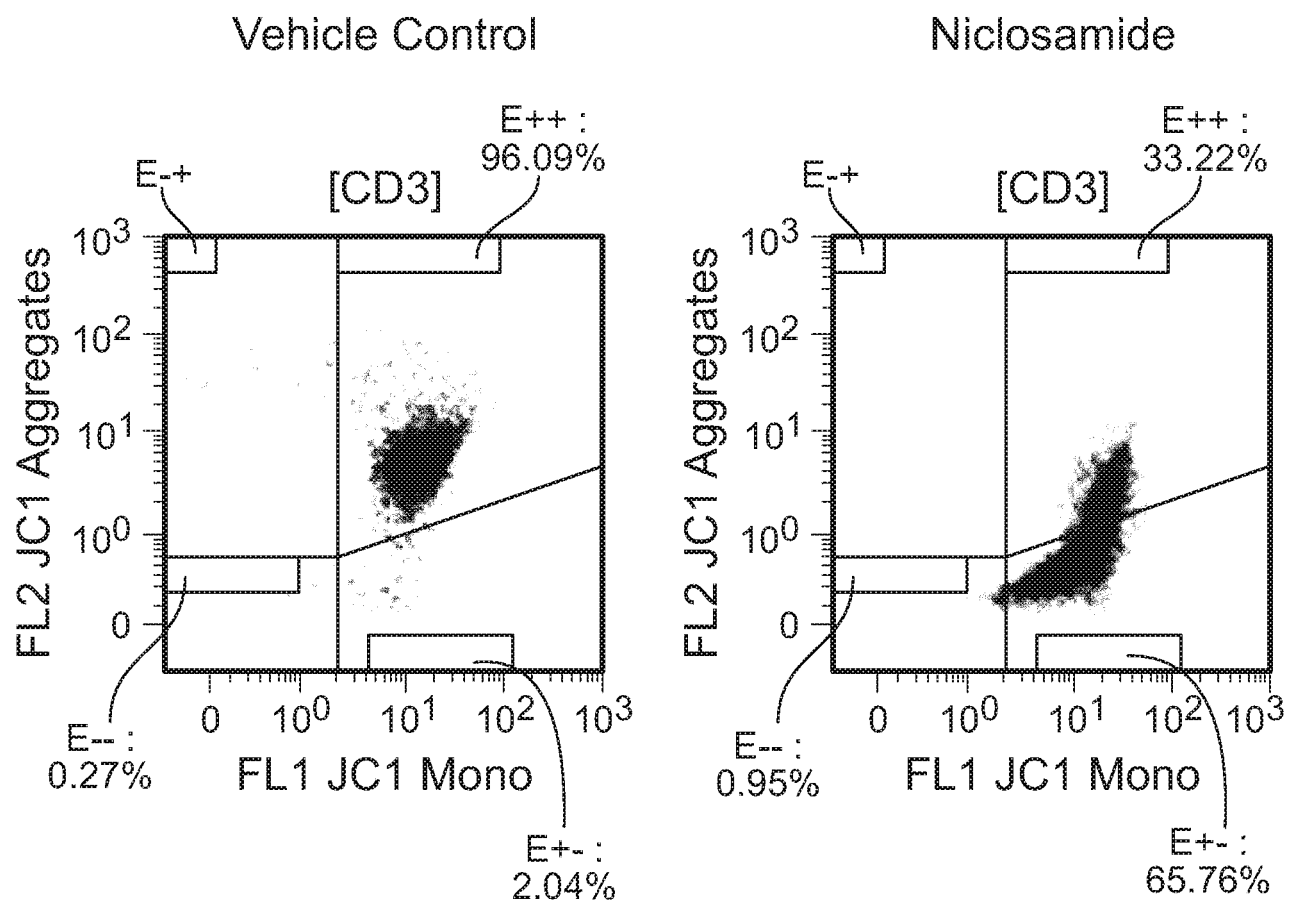 Vehicle Control
E-+
[CD3]
E++ :
96.09%
FL2 JC1 Aggregates
10³
10²
10¹
10⁰
0
0
10⁰
10¹
10²
10³
FL1 JC1 Mono
E-- :
0.27%
E+- :
2.04%
Niclosamide
E-+
[CD3]
E++ :
33.22%
FL2 JC1 Aggregates
10³
10²
10¹
10⁰
0
0
10⁰
10¹
10²
10³
FL1 JC1 Mono
E-- :
0.95%
E+- :
65.76%